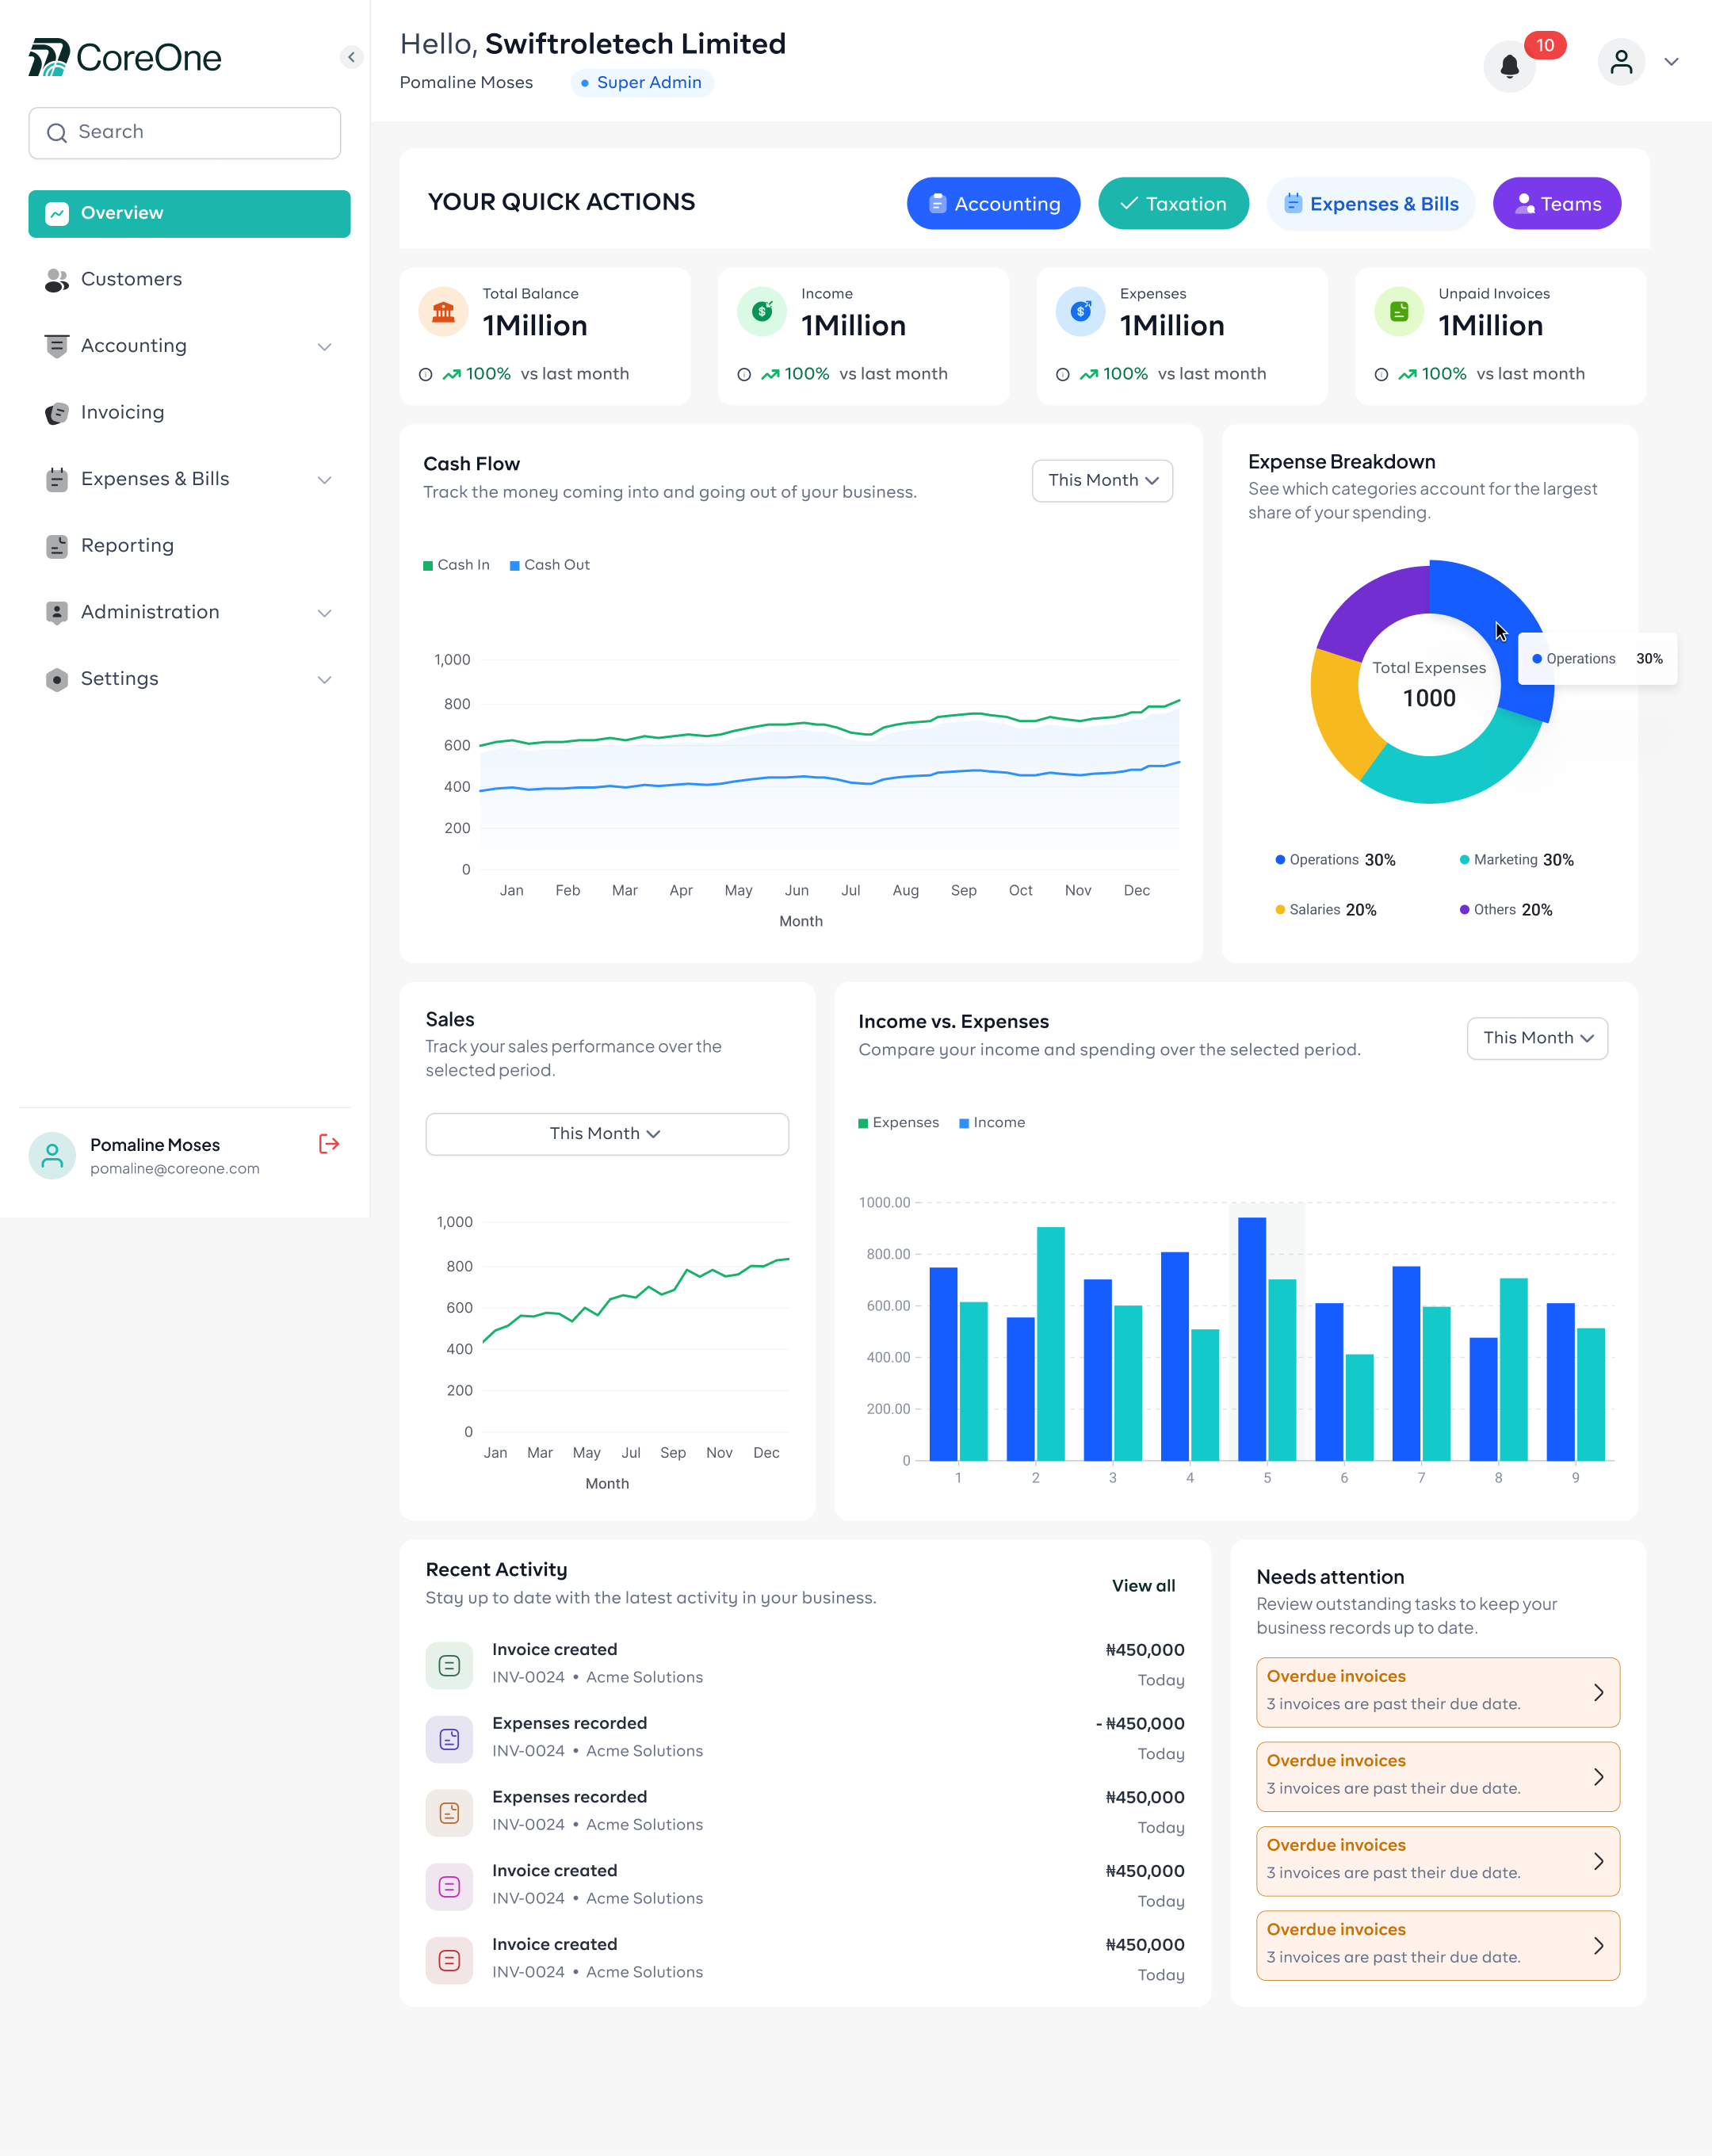 CoreOne
Search
Overview
Customers
Accounting
Invoicing
Expenses & Bills
Reporting
Administration
Settings
Pomaline Moses
pomaline@coreone.com
Hello, Swiftroletech Limited
Pomaline Moses
Super Admin
10
YOUR QUICK ACTIONS
Accounting
Taxation
Expenses & Bills
Teams
Total Balance
1Million
100% vs last month
Income
1Million
100% vs last month
Expenses
1Million
100% vs last month
Unpaid Invoices
1Million
100% vs last month
Cash Flow
Track the money coming into and going out of your business.
This Month
Cash In Cash Out
1,000
800
600
400
200
0
Jan Feb Mar Apr May Jun Jul Aug Sep Oct Nov Dec
Month
Expense Breakdown
See which categories account for the largest
share of your spending.
Total Expenses
1000
Operations 30%
Operations 30%
Marketing 30%
Salaries 20%
Others 20%
Sales
Track your sales performance over the
selected period.
This Month
1,000
800
600
400
200
0
Jan Mar May Jul Sep Nov Dec
Month
Income vs. Expenses
Compare your income and spending over the selected period.
This Month
Expenses Income
1000.00
800.00
600.00
400.00
200.00
0
1 2 3 4 5 6 7 8 9
Recent Activity
Stay up to date with the latest activity in your business.
View all
Invoice created
₦450,000
INV-0024 • Acme Solutions
Today
Expenses recorded
- ₦450,000
INV-0024 • Acme Solutions
Today
Expenses recorded
₦450,000
INV-0024 • Acme Solutions
Today
Invoice created
₦450,000
INV-0024 • Acme Solutions
Today
Invoice created
₦450,000
INV-0024 • Acme Solutions
Today
Needs attention
Review outstanding tasks to keep your
business records up to date.
Overdue invoices
3 invoices are past their due date.
Overdue invoices
3 invoices are past their due date.
Overdue invoices
3 invoices are past their due date.
Overdue invoices
3 invoices are past their due date.